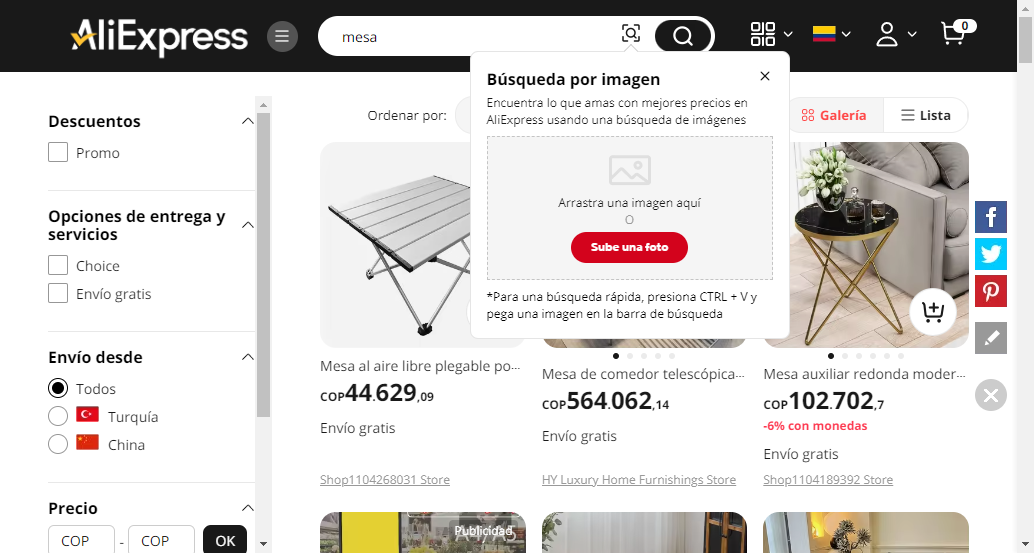 AliExpress
mesa
0
Búsqueda por imagen
Encuentra lo que amas con mejores precios en
AliExpress usando una búsqueda de imágenes
Arrastra una imagen aquí
O
Sube una foto
*Para una búsqueda rápida, presiona CTRL + V y
pega una imagen en la barra de búsqueda
Descuentos
Promo
Opciones de entrega y
servicios
Choice
Envío gratis
Envío desde
Todos
Turquía
China
Precio
COP - COP OK
Ordenar por:
Galería
Lista
Mesa al aire libre plegable po...
COP44.629,09
Envío gratis
Shop1104268031 Store
Mesa de comedor telescópica...
COP564.062,14
Envío gratis
HY Luxury Home Furnishings Store
Mesa auxiliar redonda moder...
COP102.702,7
-6% con monedas
Envío gratis
Shop1104189392 Store
Publicidad